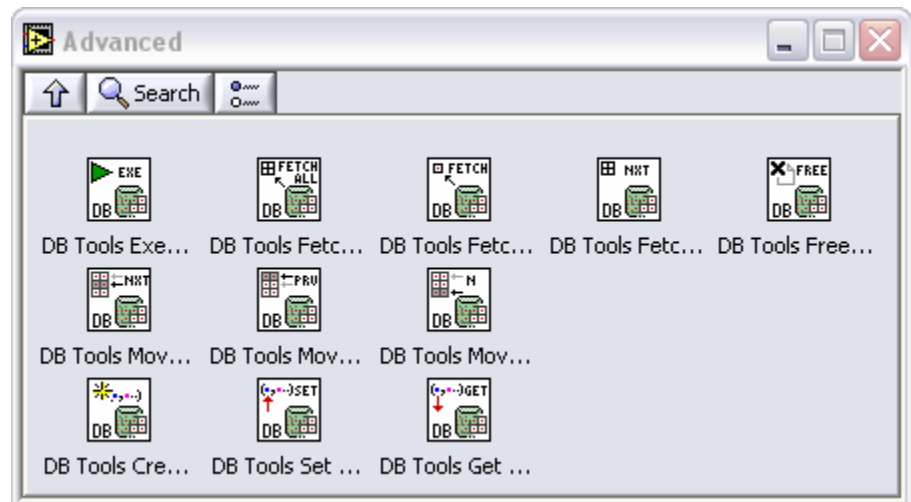 Advanced
Search
EXE
DB
FETCH ALL
DB
FETCH
DB
NXT
DB
FREE
DB
DB Tools Exe... DB Tools Fetc... DB Tools Fetc... DB Tools Fetc... DB Tools Free...
NXT
DB
PRV
DB
N
DB
DB Tools Mov... DB Tools Mov... DB Tools Mov...
DB
(,..)SET
DB
(,..)GET
DB
DB Tools Cre... DB Tools Set ... DB Tools Get ...